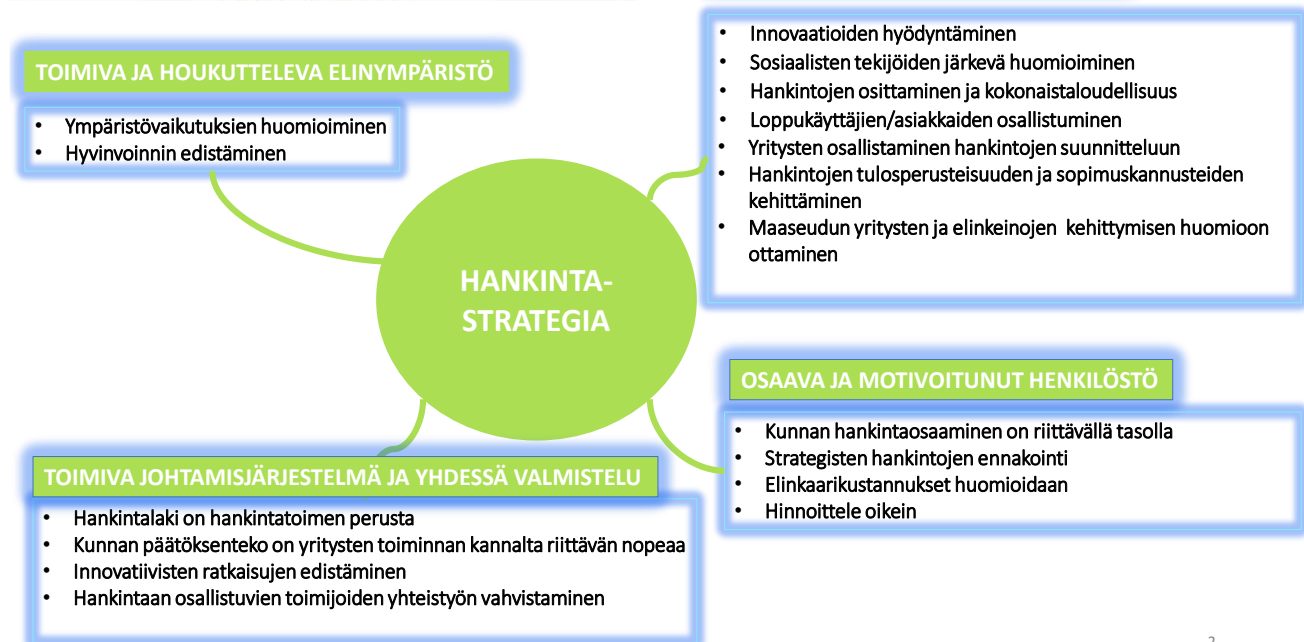 TOIMIVA JA HOUKUTTELEVA ELINYMPÄRISTÖ
• Ympäristövaikutuksien huomioiminen
• Hyvinvoinnin edistäminen
• Innovaatioiden hyödyntäminen
• Sosiaalisten tekijöiden järkevä huomioiminen
• Hankintojen osittaminen ja kokonaistaloudellisuus
• Loppukäyttäjien/asiakkaiden osallistuminen
• Yritysten osallistaminen hankintojen suunnitteluun
• Hankintojen tulosperusteisuuden ja sopimuskannusteiden
kehittäminen
• Maaseudun yritysten ja elinkeinojen kehittymisen huomioon
ottaminen
HANKINTA-
STRATEGIA
OSAAVA JA MOTIVOITUNUT HENKILÖSTÖ
• Kunnan hankintaosaaminen on riittävällä tasolla
• Strategisten hankintojen ennakointi
• Elinkaarikustannukset huomioidaan
• Hinnoittele oikein
TOIMIVA JOHTAMISJÄRJESTELMÄ JA YHDESSÄ VALMISTELU
• Hankintalaki on hankintatoimen perusta
• Kunnan päätöksenteko on yritysten toiminnan kannalta riittävän nopeaa
• Innovatiivisten ratkaisujen edistäminen
• Hankintaan osallistuvien toimijoiden yhteistyön vahvistaminen